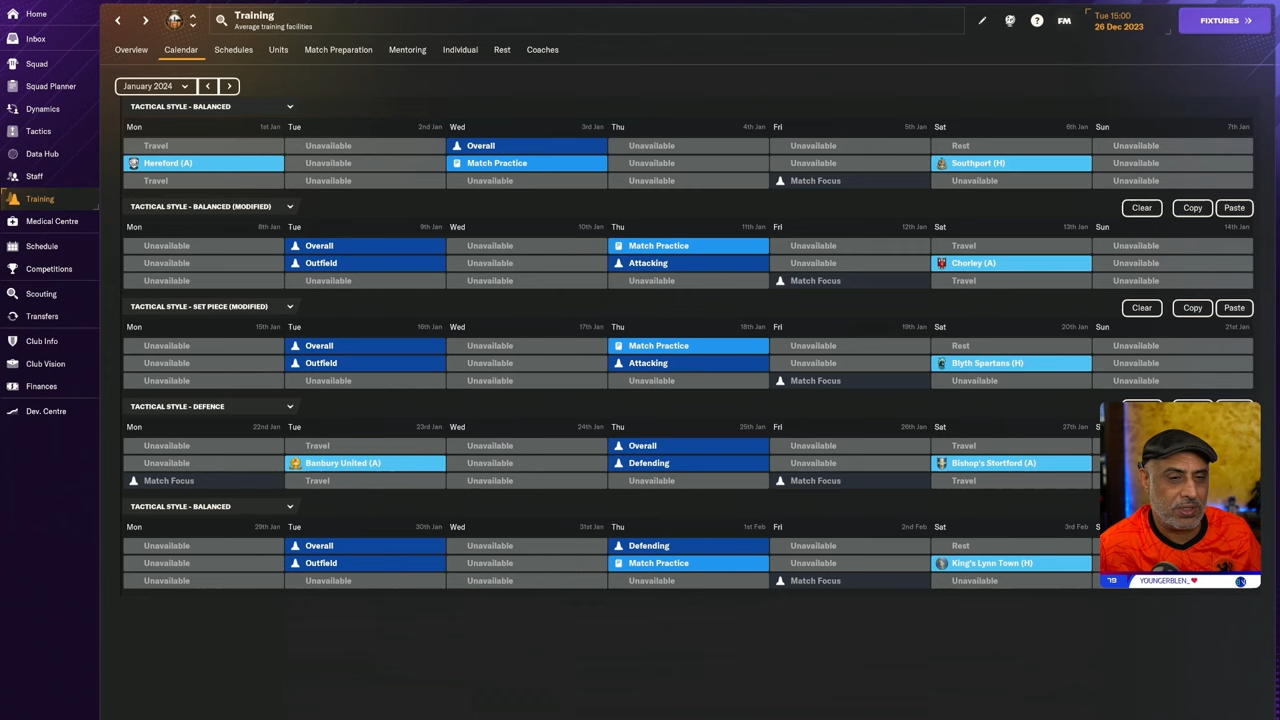 Home
Inbox
Squad
Squad Planner
Dynamics
Tactics
Data Hub
Staff
Training
Medical Centre
Schedule
Competitions
Scouting
Transfers
Club Info
Club Vision
Finances
Dev. Centre
Training
Average training facilities
FM
Tue 15:00
26 Dec 2023
FIXTURES
Overview Calendar Schedules Units Match Preparation Mentoring Individual Rest Coaches
January 2024
TACTICAL STYLE - BALANCED
Mon 1st Jan Tue 2nd Jan Wed 3rd Jan Thu 4th Jan Fri 5th Jan Sat 6th Jan Sun 7th Jan
Travel Unavailable Overall Unavailable Unavailable Rest Unavailable
Hereford (A) Unavailable Match Practice Unavailable Unavailable Southport (H) Unavailable
Travel Unavailable Unavailable Unavailable Match Focus Unavailable Unavailable
TACTICAL STYLE - BALANCED (MODIFIED) Clear Copy Paste
Mon 8th Jan Tue 9th Jan Wed 10th Jan Thu 11th Jan Fri 12th Jan Sat 13th Jan Sun 14th Jan
Unavailable Overall Unavailable Match Practice Unavailable Travel Unavailable
Unavailable Outfield Unavailable Attacking Unavailable Chorley (A) Unavailable
Unavailable Unavailable Unavailable Unavailable Match Focus Travel Unavailable
TACTICAL STYLE - SET PIECE (MODIFIED) Clear Copy Paste
Mon 15th Jan Tue 16th Jan Wed 17th Jan Thu 18th Jan Fri 19th Jan Sat 20th Jan Sun 21st Jan
Unavailable Overall Unavailable Match Practice Unavailable Rest Unavailable
Unavailable Outfield Unavailable Attacking Unavailable Blyth Spartans (H) Unavailable
Unavailable Unavailable Unavailable Unavailable Match Focus Unavailable Unavailable
TACTICAL STYLE - DEFENCE
Mon 22nd Jan Tue 23rd Jan Wed 24th Jan Thu 25th Jan Fri 26th Jan Sat 27th Jan
Unavailable Travel Unavailable Overall Unavailable Travel
Unavailable Banbury United (A) Unavailable Defending Unavailable Bishop's Stortford (A)
Match Focus Travel Unavailable Unavailable Match Focus Travel
TACTICAL STYLE - BALANCED
Mon 29th Jan Tue 30th Jan Wed 31st Jan Thu 1st Feb Fri 2nd Feb Sat 3rd Feb
Unavailable Overall Unavailable Defending Unavailable Rest
Unavailable Outfield Unavailable Match Practice Unavailable King's Lynn Town (H)
Unavailable Unavailable Unavailable Unavailable Match Focus Unavailable
79 YOUNGERBLEN_